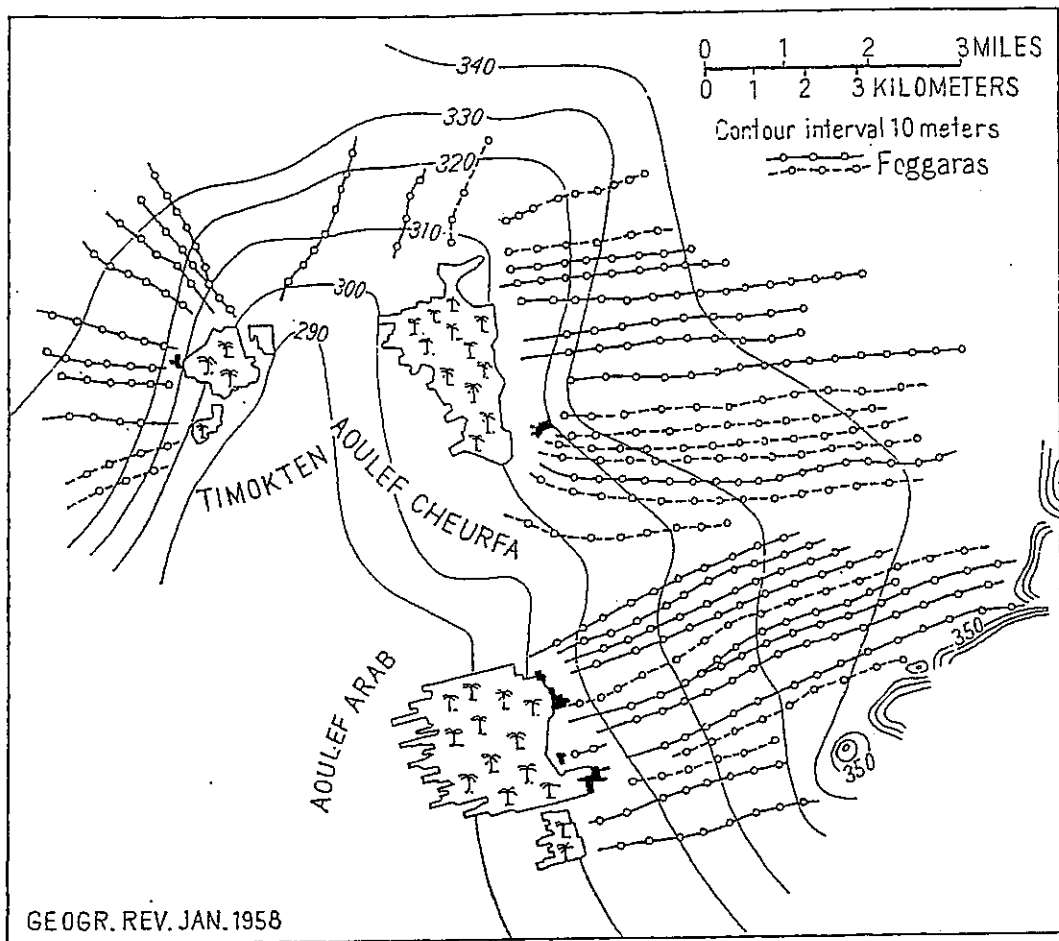 0 1 2 3 MILES
0 1 2 3 KILOMETERS
Contour interval 10 meters
Foggaras
340
330
320
310
300
290
TIMOKTEN
AOULEF CHEURFA
AOULEF ARAB
350
350
GEOGR. REV. JAN. 1958